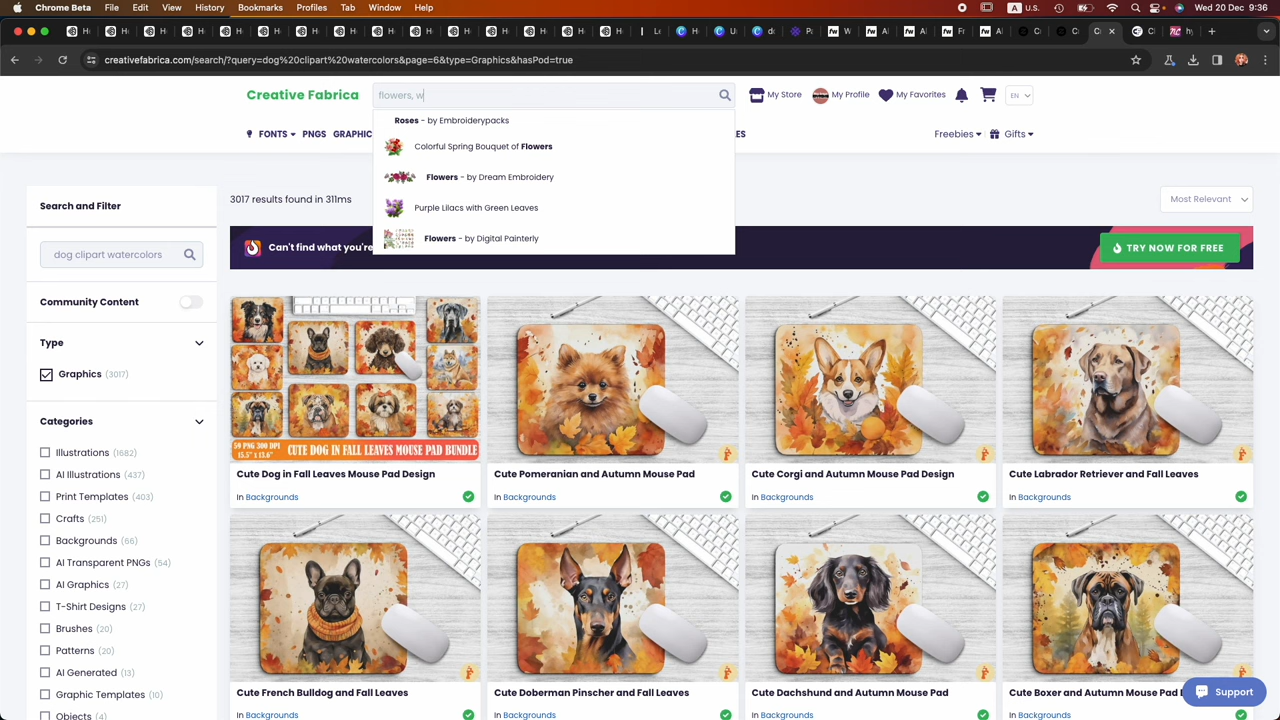 Chrome Beta File Edit View History
Wed 20 Dec 9:38
creativefabrica.com/search/?query=dog%20clipart%20watercolors&page=6&type=Graphics&hasPod=true
Creative Fabrica
flowers, w
My Store
My Profile
My Favorites
EN
FONTS
PNGS
GRAPHIC
ES
Freebies
Gifts
Roses - by Embroiderypacks
Colorful Spring Bouquet of Flowers
Flowers - by Dream Embroidery
Purple Lilacs with Green Leaves
Flowers - by Digital Painterly
Search and Filter
3017 results found in 311ms
Most Relevant
dog clipart watercolors
Can't find what you're
TRY NOW FOR FREE
Community Content
Type
Graphics (3017)
Categories
Illustrations (1682)
AI Illustrations (437)
Print Templates (403)
Crafts (251)
Backgrounds (66)
AI Transparent PNGs (54)
AI Graphics (27)
T-Shirt Designs (27)
Brushes (20)
Patterns (20)
AI Generated (13)
Graphic Templates (10)
Objects (4)
59 PNG 300 DPI
15.5" x 13.6"
CUTE DOG IN FALL LEAVES MOUSE PAD BUNDLE
Cute Dog in Fall Leaves Mouse Pad Design
In Backgrounds
Cute Pomeranian and Autumn Mouse Pad
In Backgrounds
Cute Corgi and Autumn Mouse Pad Design
In Backgrounds
Cute Labrador Retriever and Fall Leaves
In Backgrounds
Cute French Bulldog and Fall Leaves
In Backgrounds
Cute Doberman Pinscher and Fall Leaves
In Backgrounds
Cute Dachshund and Autumn Mouse Pad
In Backgrounds
Cute Boxer and Autumn Mouse Pad
In Backgrounds
Support